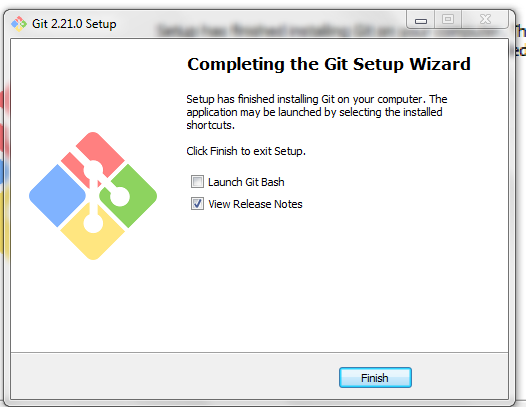 Git 2.21.0 Setup
Completing the Git Setup Wizard
Setup has finished installing Git on your computer. The
application may be launched by selecting the installed
shortcuts.
Click Finish to exit Setup.
Launch Git Bash
View Release Notes
Finish